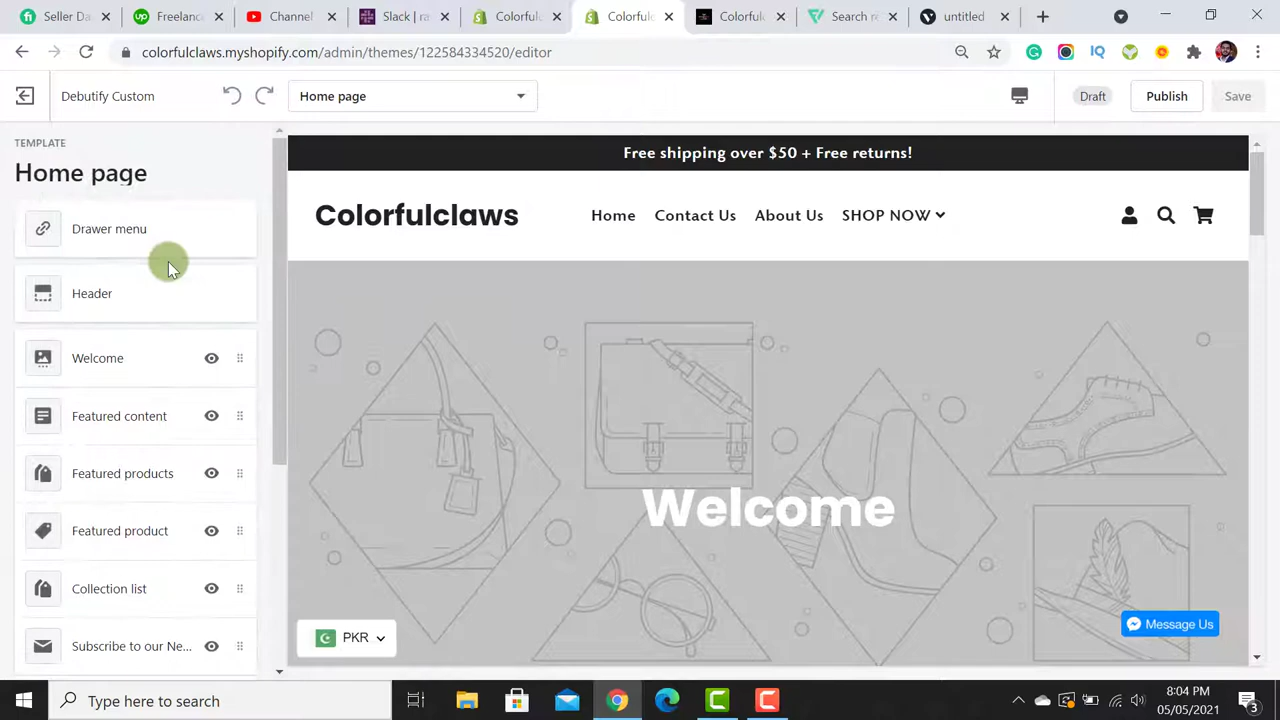 Seller D
Freelance
Channel
Slack | ra
Colorfulc
Colorfulc
Colorfulc
Search re
untitled
colorfulclaws.myshopify.com/admin/themes/122584334520/editor
Debutify Custom
Home page
Draft
Publish
Save
TEMPLATE
Home page
Drawer menu
Header
Welcome
Featured content
Featured products
Featured product
Collection list
Subscribe to our Ne...
Free shipping over $50 + Free returns!
Colorfulclaws
Home
Contact Us
About Us
SHOP NOW
Welcome
PKR
Message Us
Type here to search
8:04 PM
05/05/2021
3